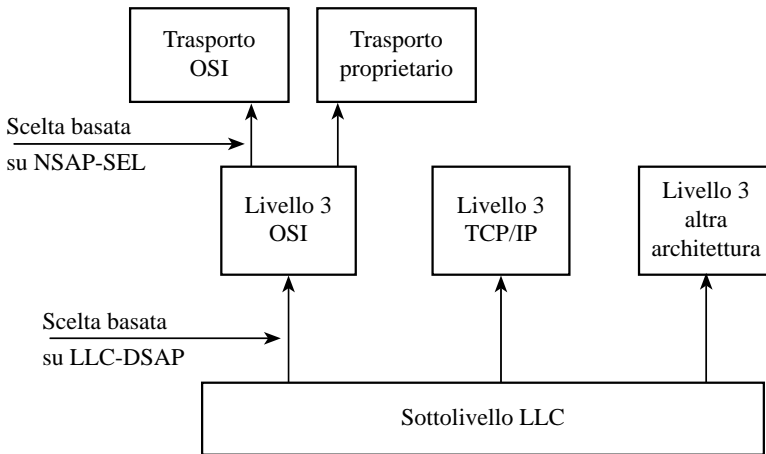 Trasporto
OSI
Trasporto
proprietario
Scelta basata
su NSAP-SEL
Livello 3
OSI
Livello 3
TCP/IP
Livello 3
altra
architettura
Scelta basata
su LLC-DSAP
Sottolivello LLC